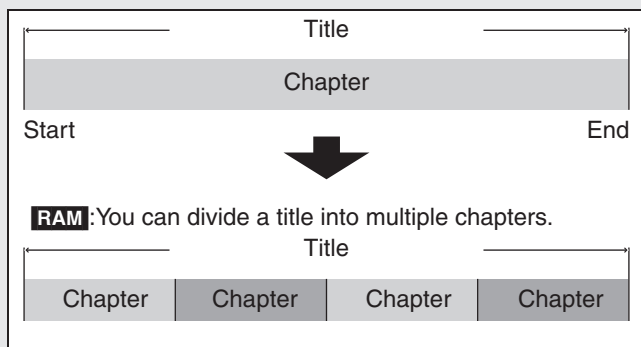 Title
Chapter
Start End
RAM:You can divide a title into multiple chapters.
Title
Chapter Chapter Chapter Chapter